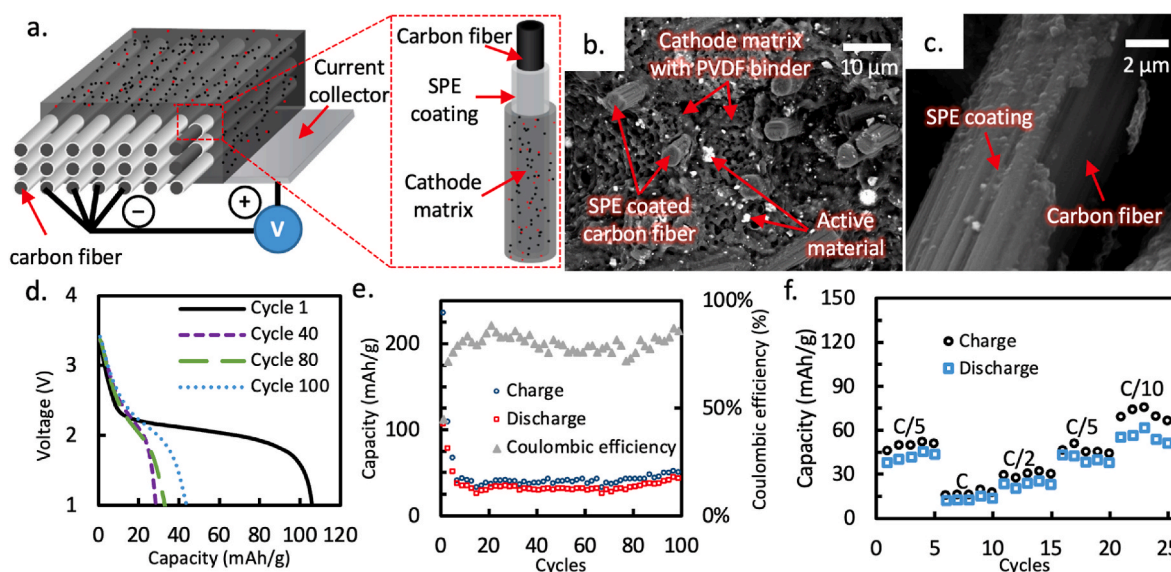 a.
Carbon fiber
SPE
coating
Cathode
matrix
Current
collector
carbon fiber
−
+
V
b.
Cathode matrix
with PVDF binder
10 μm
SPE coated
carbon fiber
Active
material
c.
2 μm
SPE coating
Carbon fiber
d.
4
3
2
1
Voltage (V)
Cycle 1
Cycle 40
Cycle 80
Cycle 100
0 20 40 60 80 100 120
Capacity (mAh/g)
e.
200
150
100
50
0
Capacity (mAh/g)
Charge
Discharge
Coulombic efficiency
100%
50%
0%
Coulombic efficiency (%)
0 20 40 60 80 100
Cycles
f.
150
120
90
60
30
0
Capacity (mAh/g)
Charge
Discharge
C/5
C
C/2
C/5
C/10
0 5 10 15 20 25
Cycles